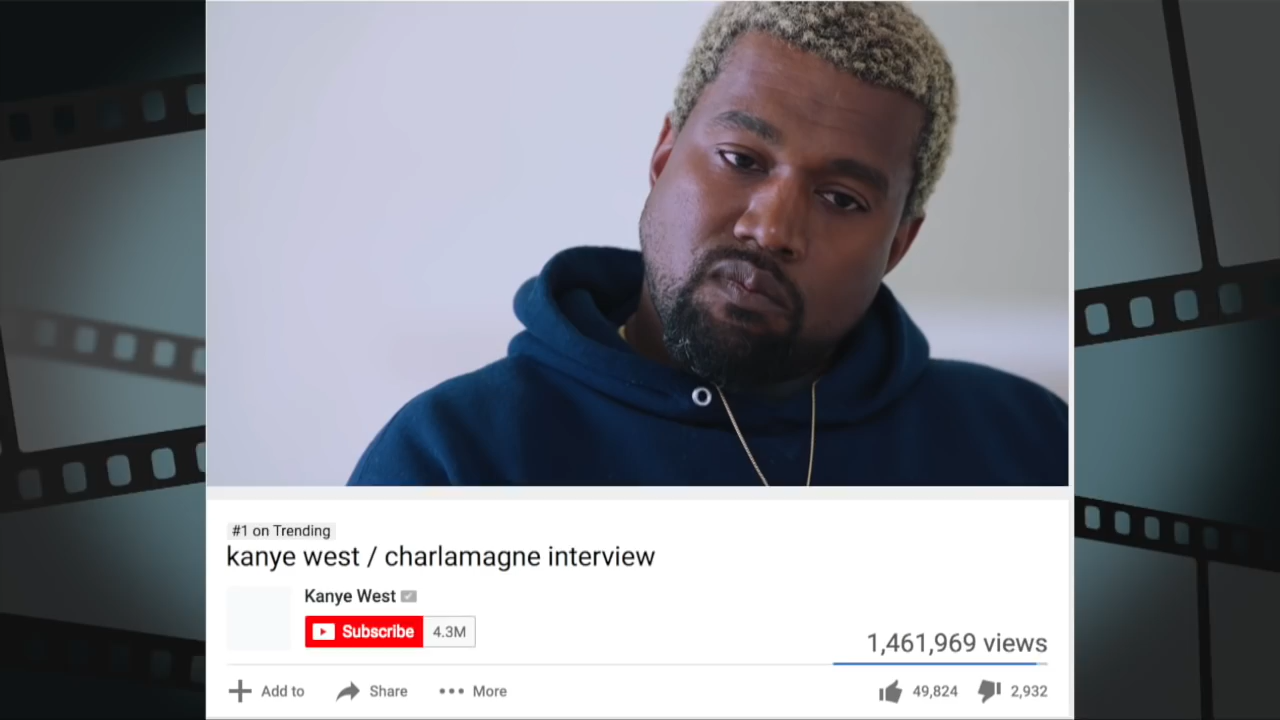 #1 on Trending
kanye west / charlamagne interview
Kanye West
Subscribe 4.3M
1,461,969 views
Add to Share More 49,824 2,932